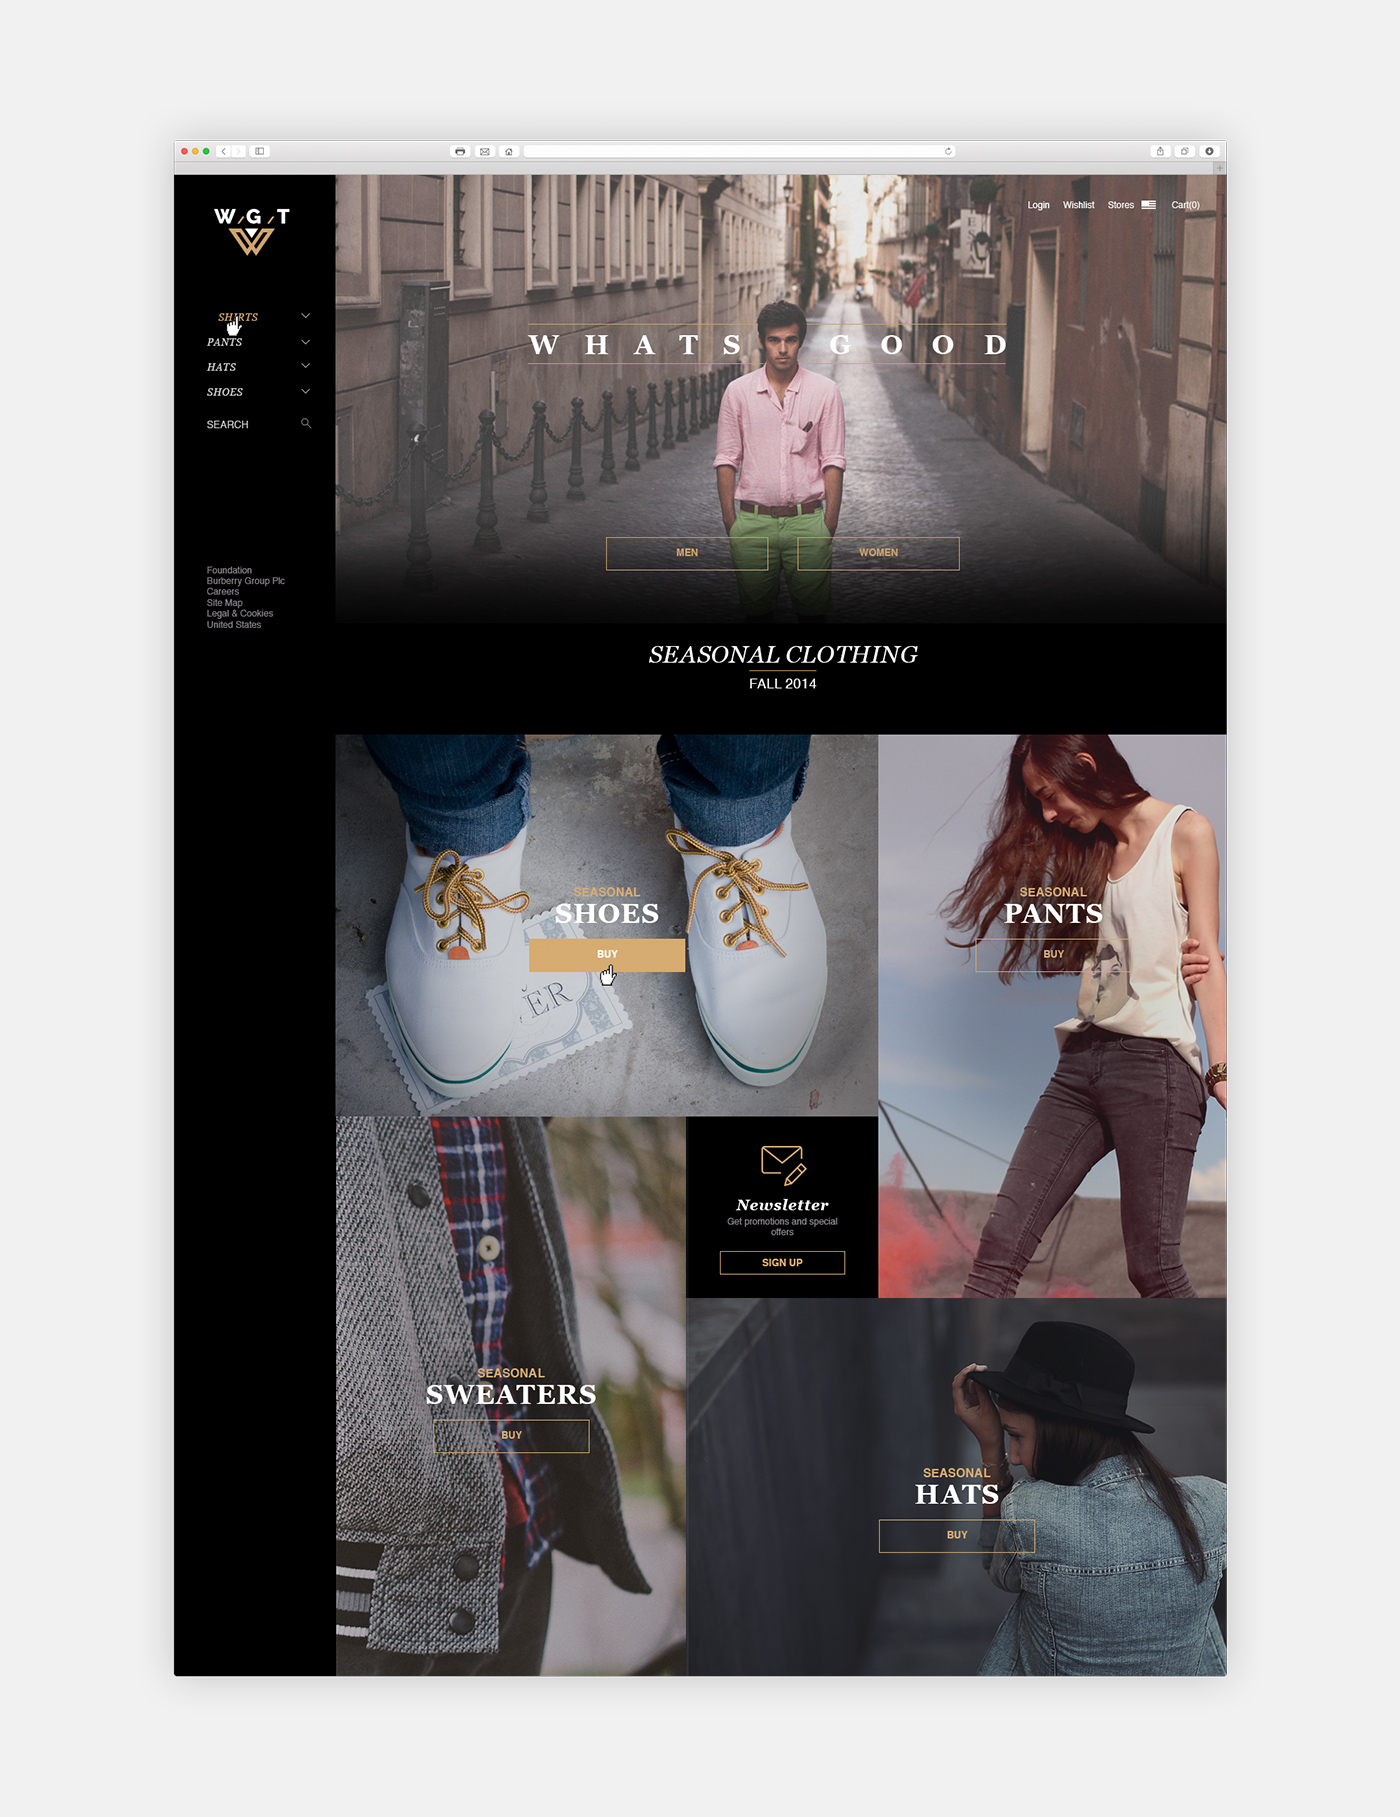 W G T
SHIRTS
PANTS
HATS
SHOES
SEARCH
Foundation
Burberry Group Plc
Careers
Site Map
Legal & Cookies
United States
Login Wishlist Stores Cart(0)
WHATS GOOD
MEN WOMEN
SEASONAL CLOTHING
FALL 2014
SEASONAL
SHOES
BUY
SEASONAL
PANTS
BUY
Newsletter
Get promotions and special
offers
SIGN UP
SEASONAL
SWEATERS
BUY
SEASONAL
HATS
BUY